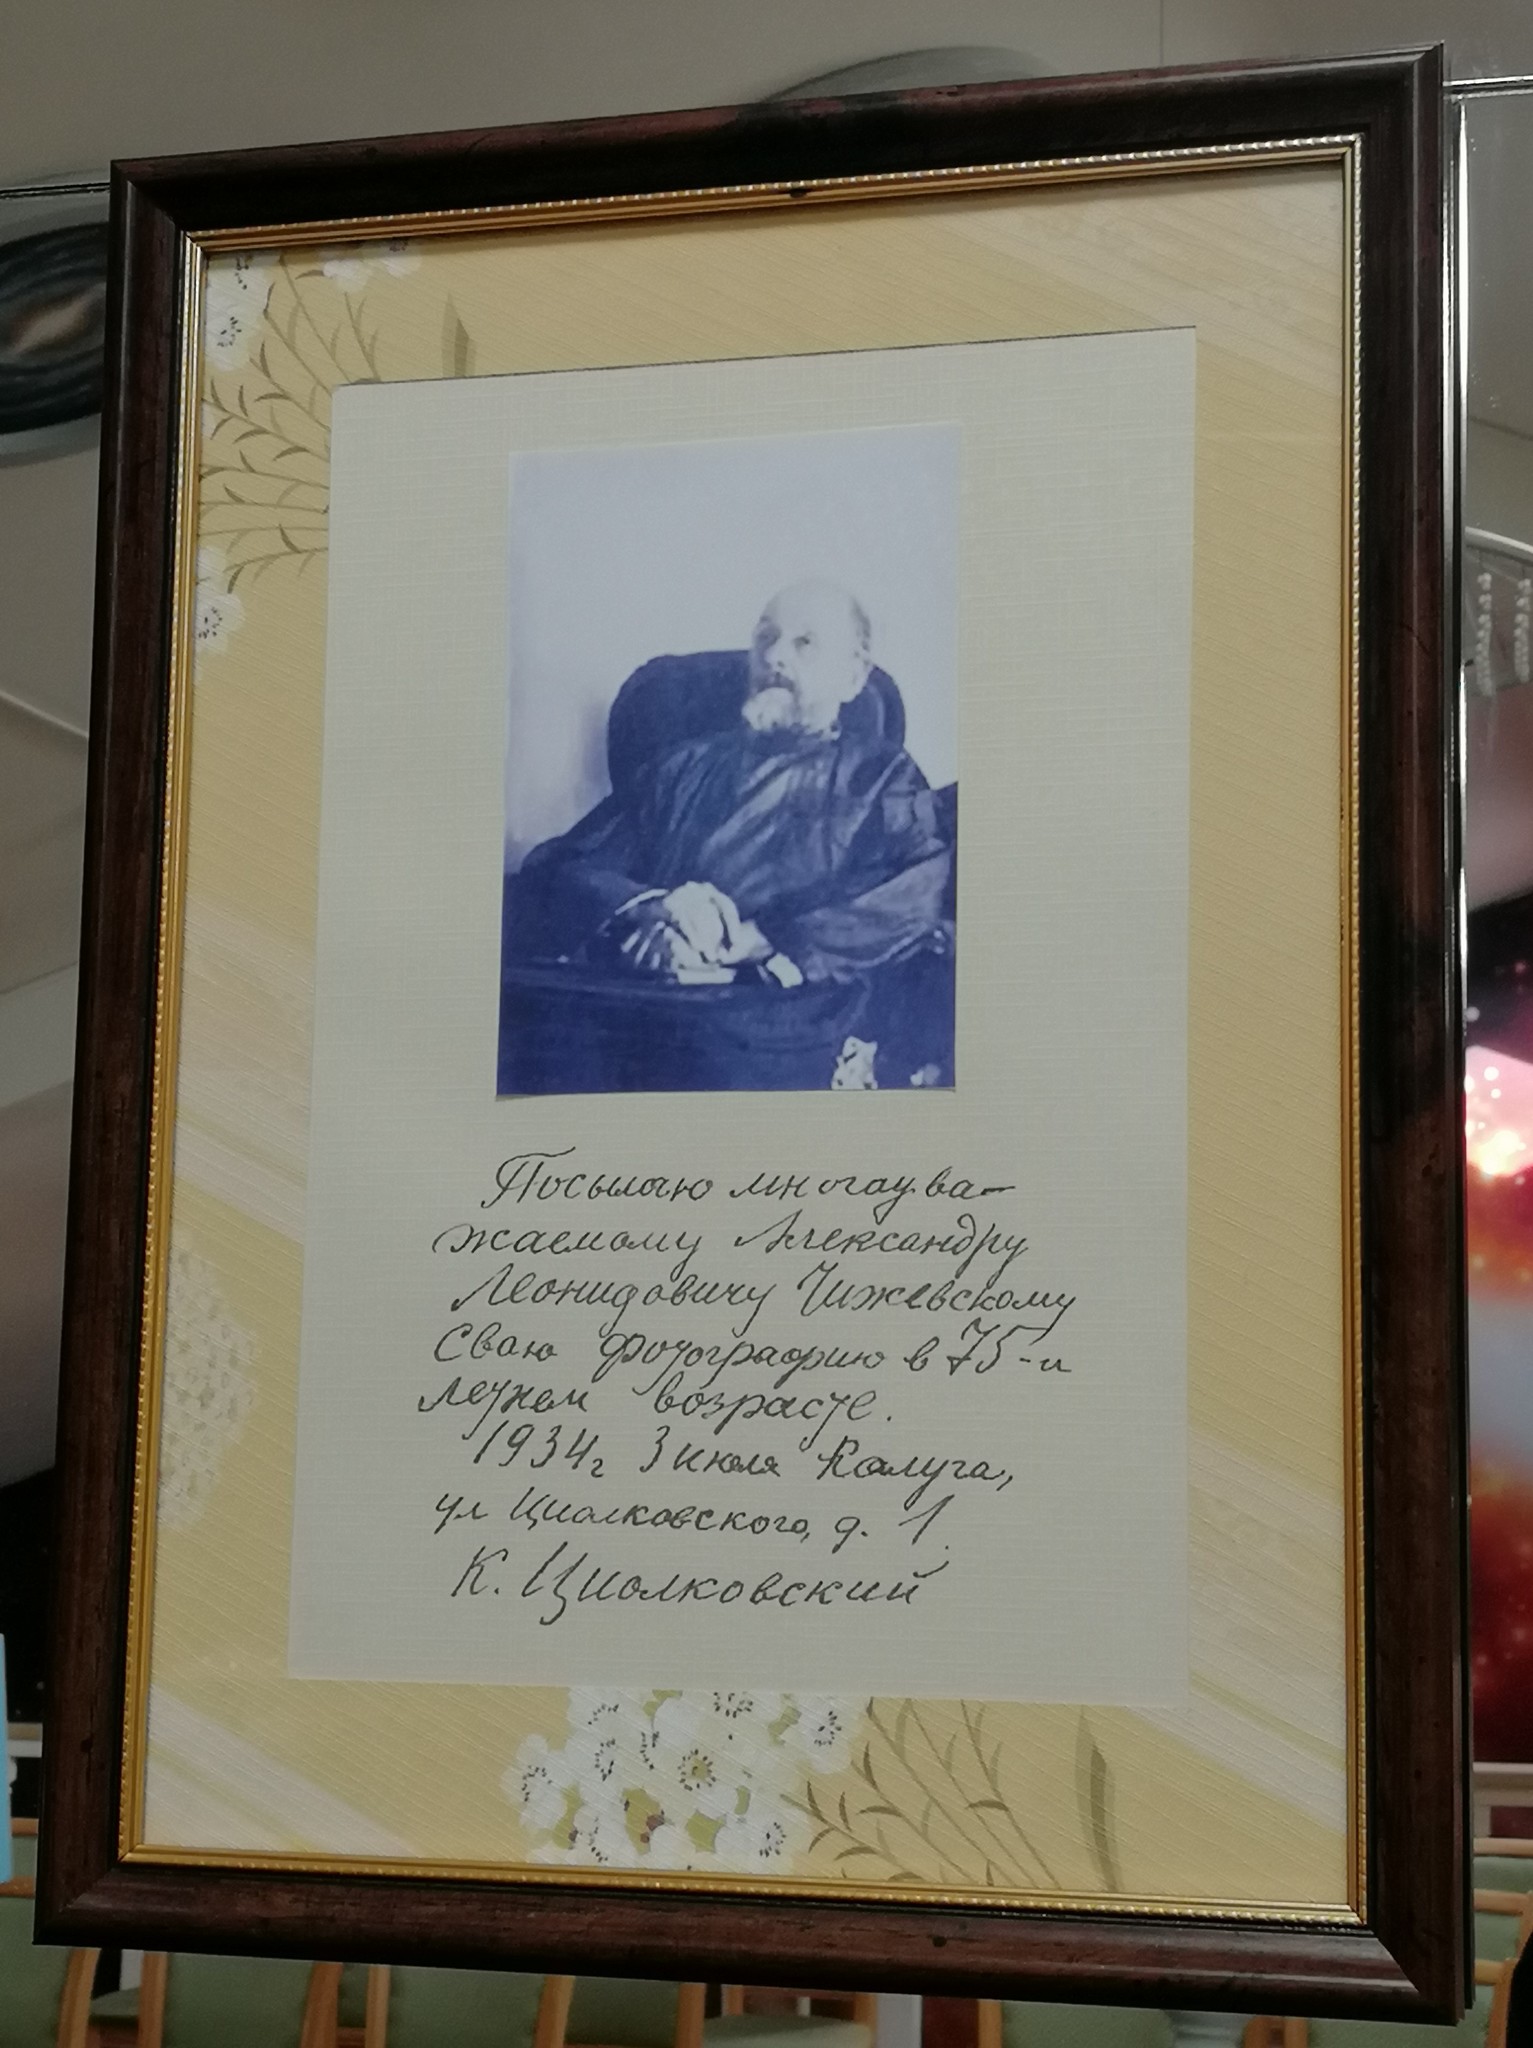 Посылаю многоува-
жаемому Александру
Леонидовичу Чижевскому
Свою фотографию в 75-и
летнем возрасте.
1934г 3 июля Калуга,
ул Циолковского, д. 1.
К. Циолковский